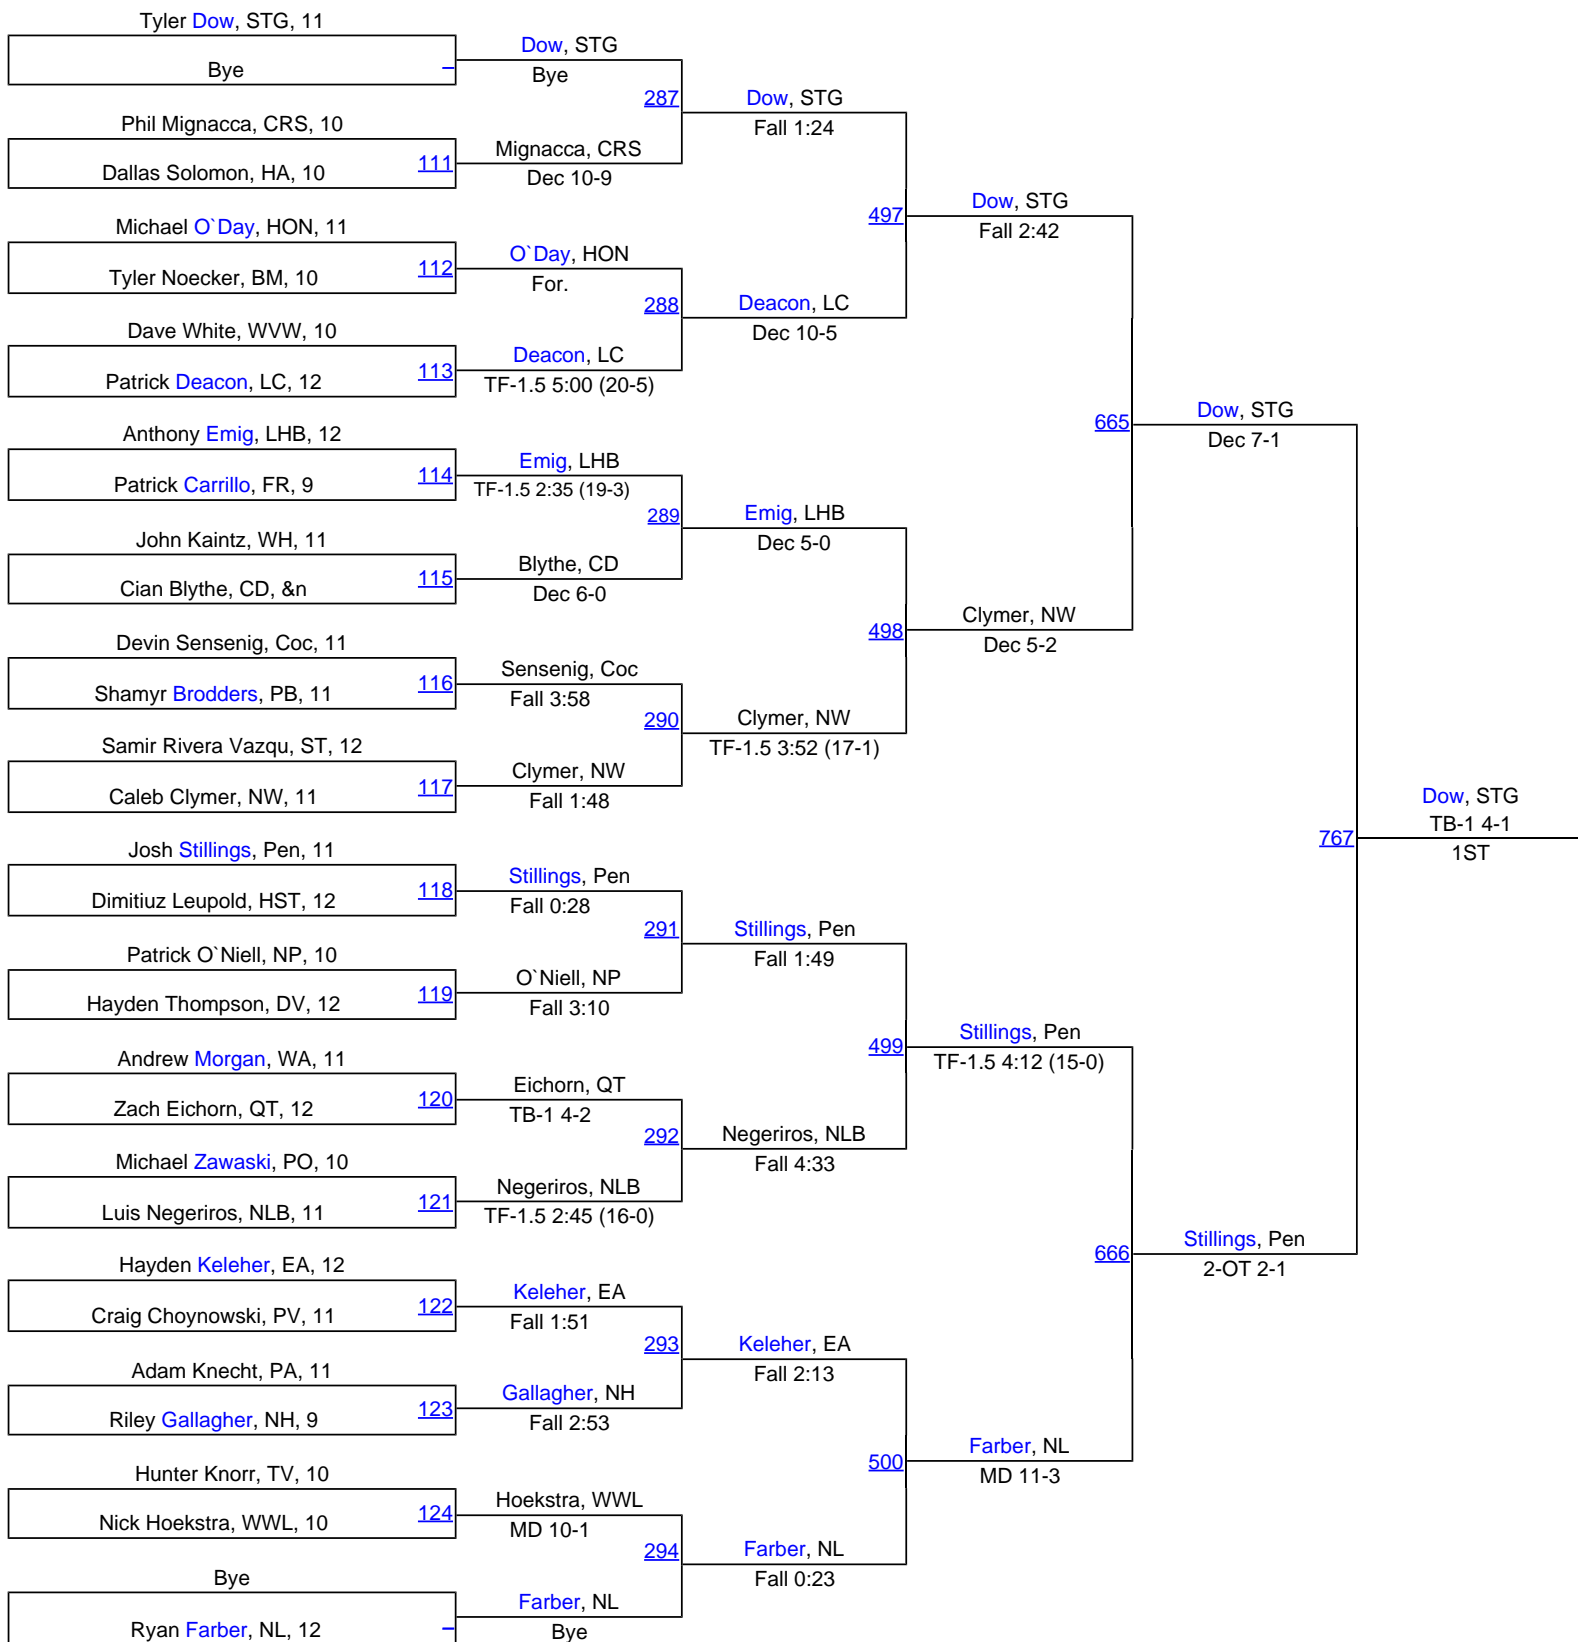 Tyler Dow, STG, 11
Bye
–
Phil Mignacca, CRS, 10
Dallas Solomon, HA, 10
111
Michael O`Day, HON, 11
Tyler Noecker, BM, 10
112
Dave White, WVW, 10
Patrick Deacon, LC, 12
113
Anthony Emig, LHB, 12
Patrick Carrillo, FR, 9
114
John Kaintz, WH, 11
Cian Blythe, CD, &n
115
Devin Sensenig, Coc, 11
Shamyr Brodders, PB, 11
116
Samir Rivera Vazqu, ST, 12
Caleb Clymer, NW, 11
117
Josh Stillings, Pen, 11
Dimitiuz Leupold, HST, 12
118
Patrick O`Niell, NP, 10
Hayden Thompson, DV, 12
119
Andrew Morgan, WA, 11
Zach Eichorn, QT, 12
120
Michael Zawaski, PO, 10
Luis Negeriros, NLB, 11
121
Hayden Keleher, EA, 12
Craig Choynowski, PV, 11
122
Adam Knecht, PA, 11
Riley Gallagher, NH, 9
123
Hunter Knorr, TV, 10
Nick Hoekstra, WWL, 10
124
Bye
Ryan Farber, NL, 12
–
Dow, STG
Bye
287
Mignacca, CRS
Dec 10-9
O`Day, HON
For.
288
Deacon, LC
TF-1.5 5:00 (20-5)
Emig, LHB
TF-1.5 2:35 (19-3)
289
Blythe, CD
Dec 6-0
Sensenig, Coc
Fall 3:58
290
Clymer, NW
Fall 1:48
Stillings, Pen
Fall 0:28
291
O`Niell, NP
Fall 3:10
Eichorn, QT
TB-1 4-2
292
Negeriros, NLB
TF-1.5 2:45 (16-0)
Keleher, EA
Fall 1:51
293
Gallagher, NH
Fall 2:53
Hoekstra, WWL
MD 10-1
294
Farber, NL
Bye
Dow, STG
Fall 1:24
497
Deacon, LC
Dec 10-5
Emig, LHB
Dec 5-0
498
Clymer, NW
TF-1.5 3:52 (17-1)
Stillings, Pen
Fall 1:49
499
Negeriros, NLB
Fall 4:33
Keleher, EA
Fall 2:13
500
Farber, NL
Fall 0:23
Dow, STG
Fall 2:42
665
Clymer, NW
Dec 5-2
Stillings, Pen
TF-1.5 4:12 (15-0)
666
Farber, NL
MD 11-3
Dow, STG
Dec 7-1
767
Stillings, Pen
2-OT 2-1
Dow, STG
TB-1 4-1
1ST